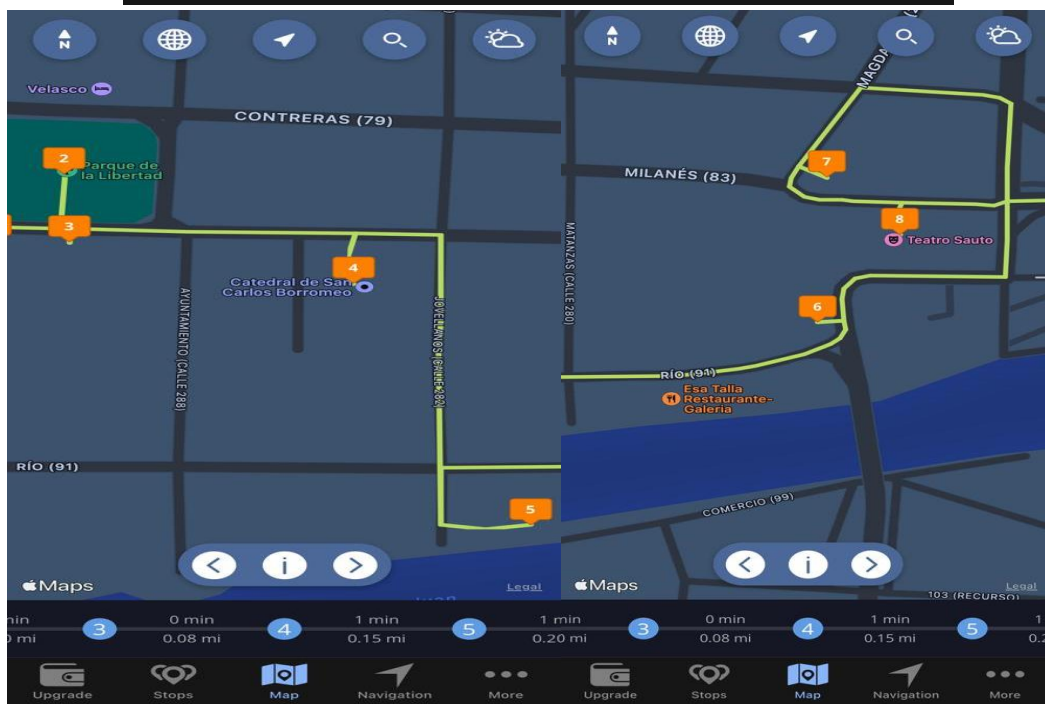 N
Velasco
CONTRERAS (79)
2
Parque de
la Libertad
3
4
Catedral de San
Carlos Borromeo
AYUNTAMIENTO (CALLE 288)
JOVELLANOS (CALLE 282)
RÍO (91)
5
i
Maps
Legal
3
0 min
0.08 mi
4
1 min
0.15 mi
5
1 min
0.20 mi
Upgrade
Stops
Map
Navigation
More
N
7
MILANÉS (83)
8
Teatro Sauto
MATANZAS (CALLE 280)
6
RÍO (91)
Esa Talla
Restaurante-
Galeria
COMERCIO (99)
i
Maps
Legal
103 (RECURSO)
3
0 min
0.08 mi
4
1 min
0.15 mi
5
Upgrade
Stops
Map
Navigation
More